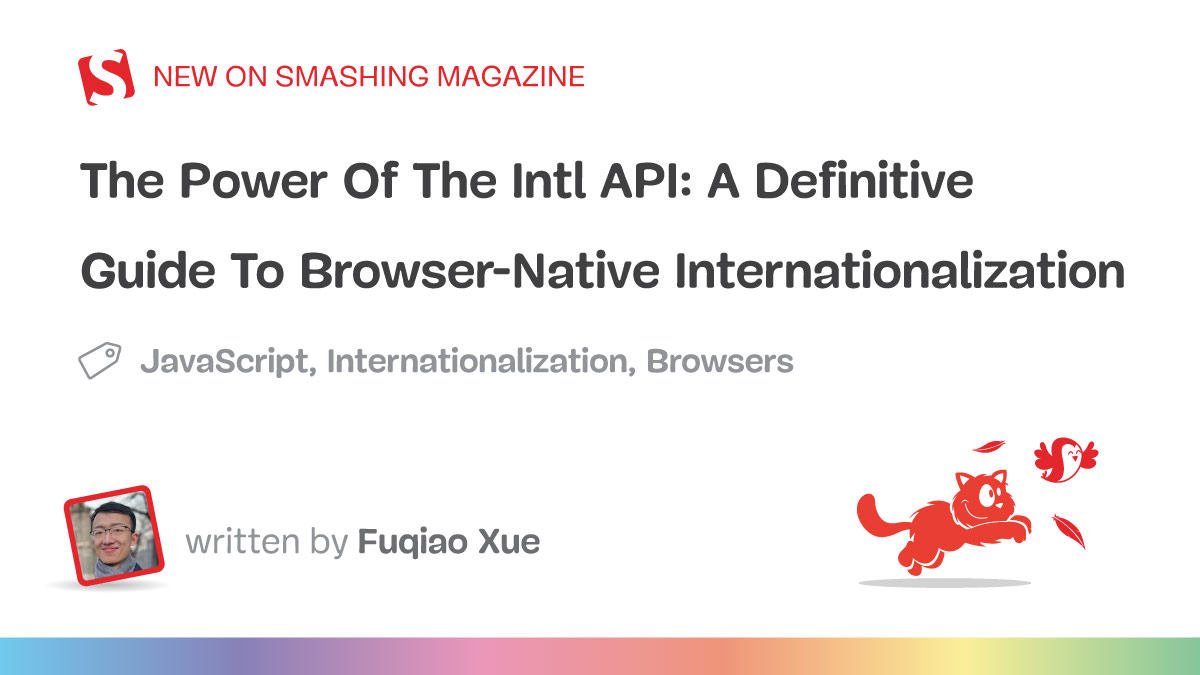 NEW ON SMASHING MAGAZINE
The Power Of The Intl API: A Definitive
Guide To Browser-Native Internationalization
JavaScript, Internationalization, Browsers
written by Fuqiao Xue